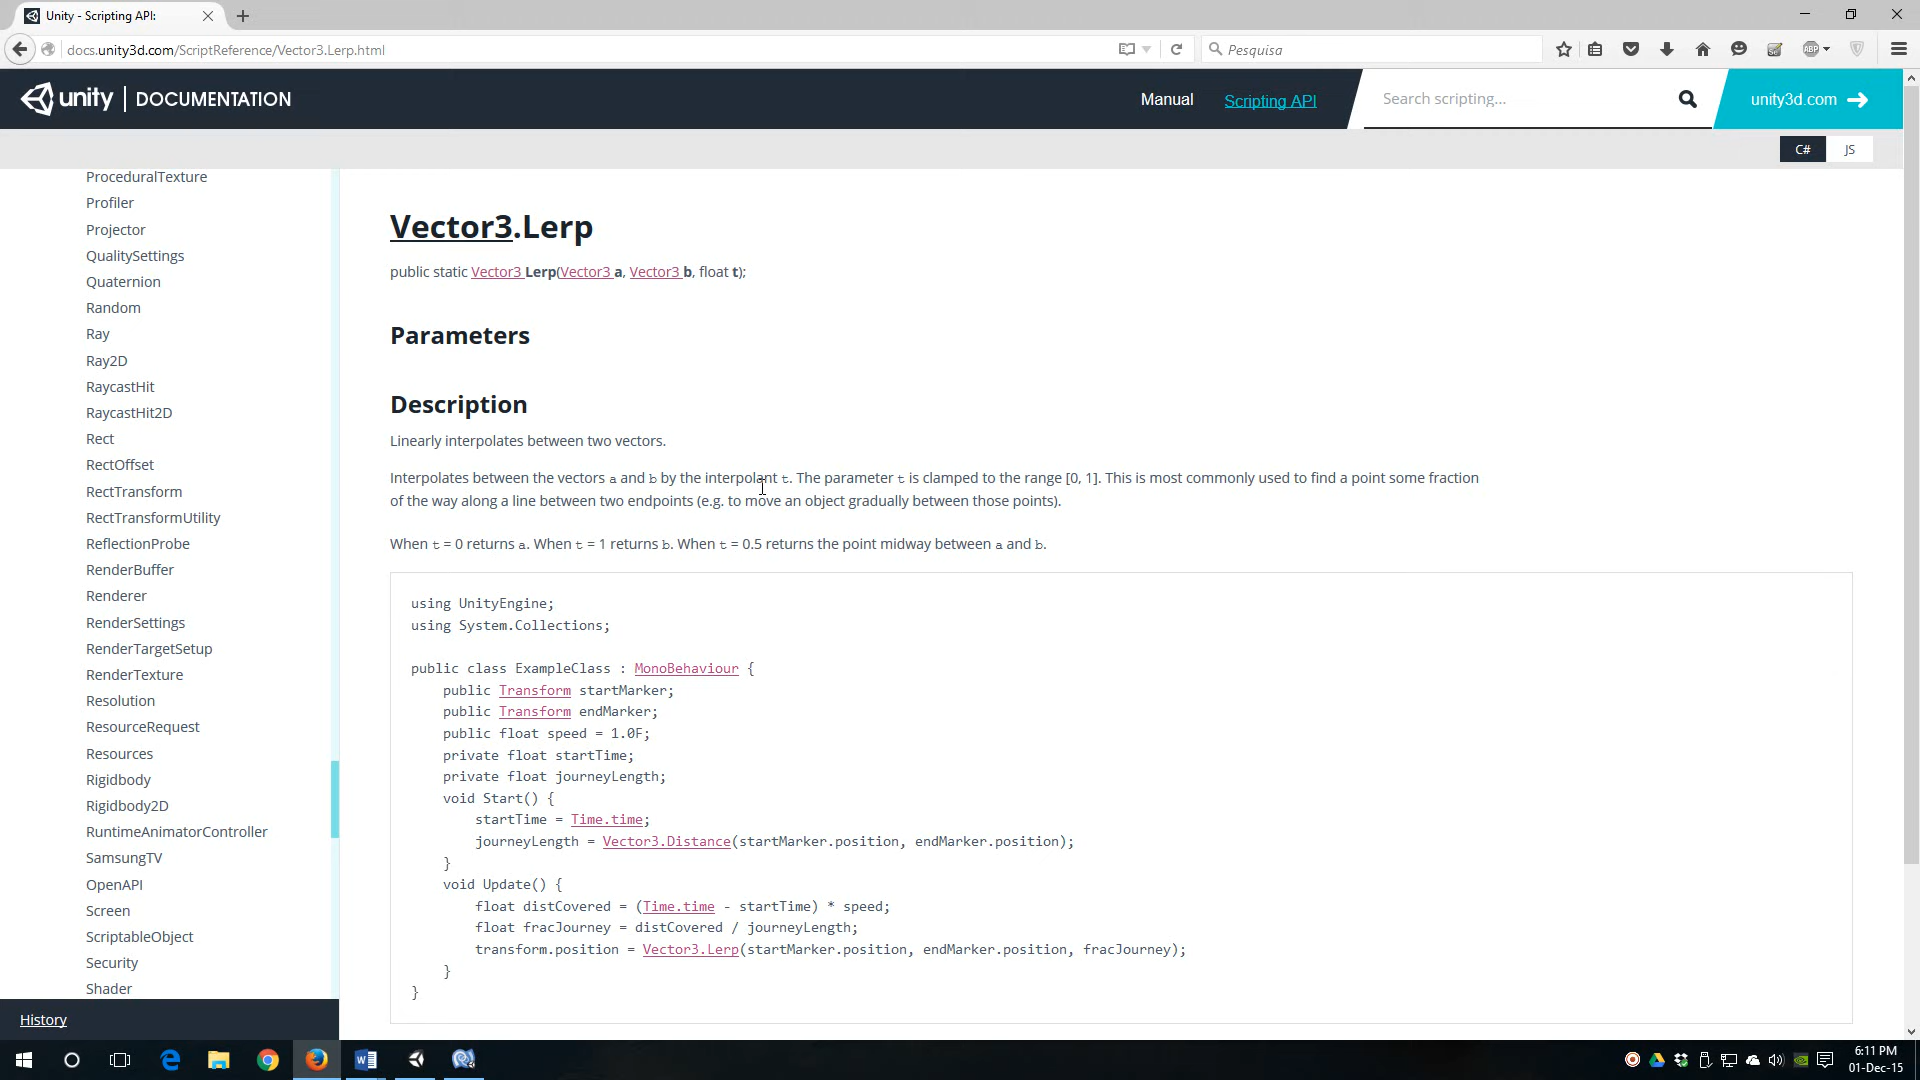 Unity - Scripting API:
docs.unity3d.com/ScriptReference/Vector3.Lerp.html
Pesquisa
ABP
unity | DOCUMENTATION
Manual
Scripting API
Search scripting...
unity3d.com
C#
JS
ProceduralTexture
Profiler
Projector
QualitySettings
Quaternion
Random
Ray
Ray2D
RaycastHit
RaycastHit2D
Rect
RectOffset
RectTransform
RectTransformUtility
ReflectionProbe
RenderBuffer
Renderer
RenderSettings
RenderTargetSetup
RenderTexture
Resolution
ResourceRequest
Resources
Rigidbody
Rigidbody2D
RuntimeAnimatorController
SamsungTV
OpenAPI
Screen
ScriptableObject
Security
Shader
History
Vector3.Lerp
public static Vector3 Lerp(Vector3 a, Vector3 b, float t);
Parameters
Description
Linearly interpolates between two vectors.
Interpolates between the vectors a and b by the interpolant t. The parameter t is clamped to the range [0, 1]. This is most commonly used to find a point some fraction
of the way along a line between two endpoints (e.g. to move an object gradually between those points).
When t = 0 returns a. When t = 1 returns b. When t = 0.5 returns the point midway between a and b.
using UnityEngine;
using System.Collections;
public class ExampleClass : MonoBehaviour {
public Transform startMarker;
public Transform endMarker;
public float speed = 1.0F;
private float startTime;
private float journeyLength;
void Start() {
startTime = Time.time;
journeyLength = Vector3.Distance(startMarker.position, endMarker.position);
}
void Update() {
float distCovered = (Time.time - startTime) * speed;
float fracJourney = distCovered / journeyLength;
transform.position = Vector3.Lerp(startMarker.position, endMarker.position, fracJourney);
}
}
6:11 PM
01-Dec-15